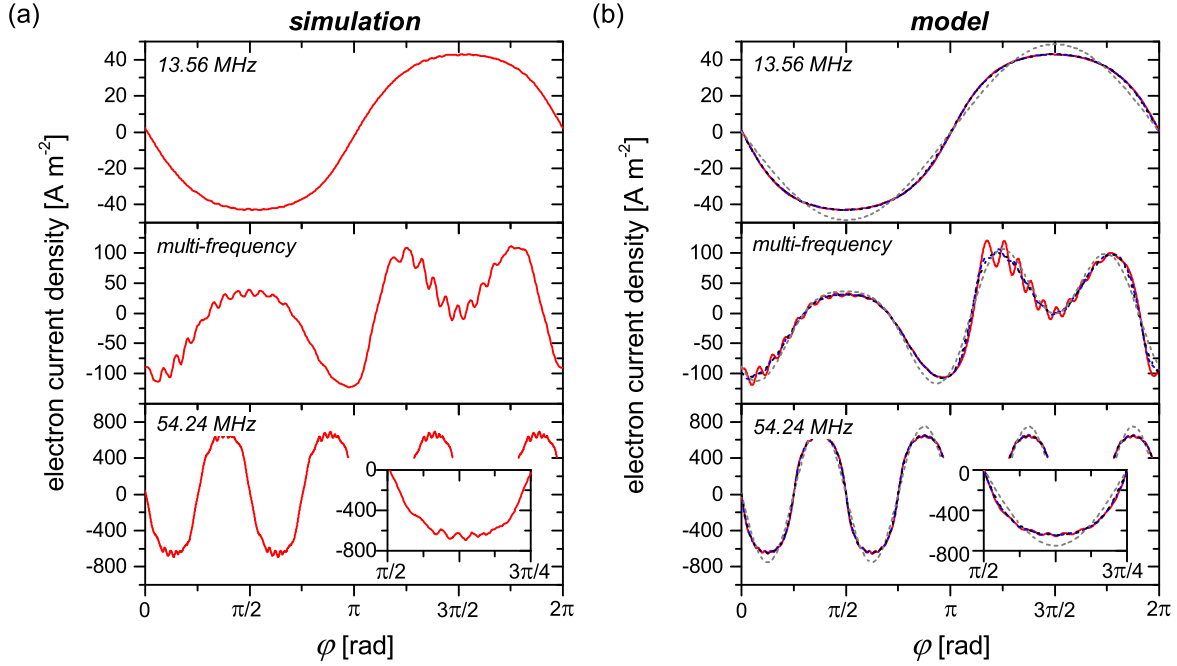 (a)
simulation
electron current density [A m-2]
13.56 MHz
40
20
0
-20
-40
multi-frequency
100
50
0
-50
-100
54.24 MHz
800
400
0
-400
-800
0
-400
-800
π/2
3π/4
0
π/2
π
3π/2
2π
φ [rad]
(b)
model
electron current density [A m-2]
13.56 MHz
40
20
0
-20
-40
multi-frequency
100
50
0
-50
-100
54.24 MHz
800
400
0
-400
-800
0
-400
-800
π/2
3π/4
0
π/2
π
3π/2
2π
φ [rad]